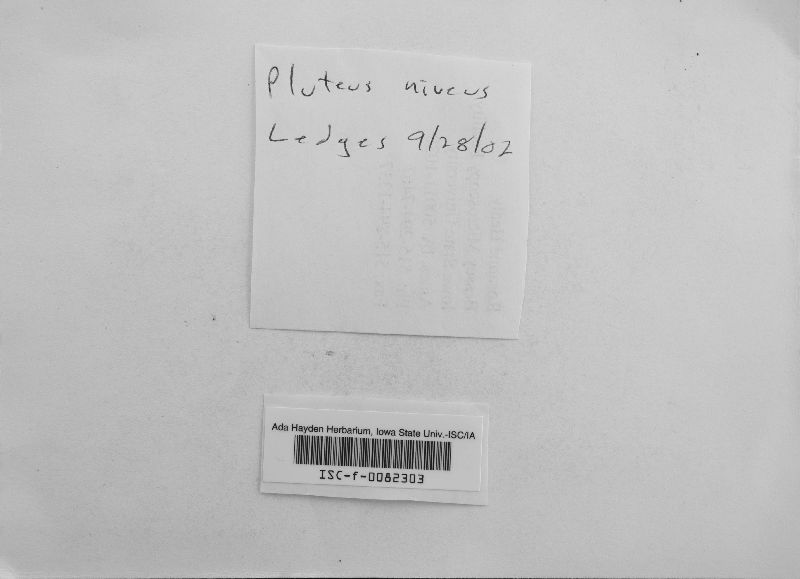 Pluteus niveus
Ledges 9/28/02
Ada Hayden Herbarium, Iowa State Univ.-ISC/IA
ISC-f-0082303